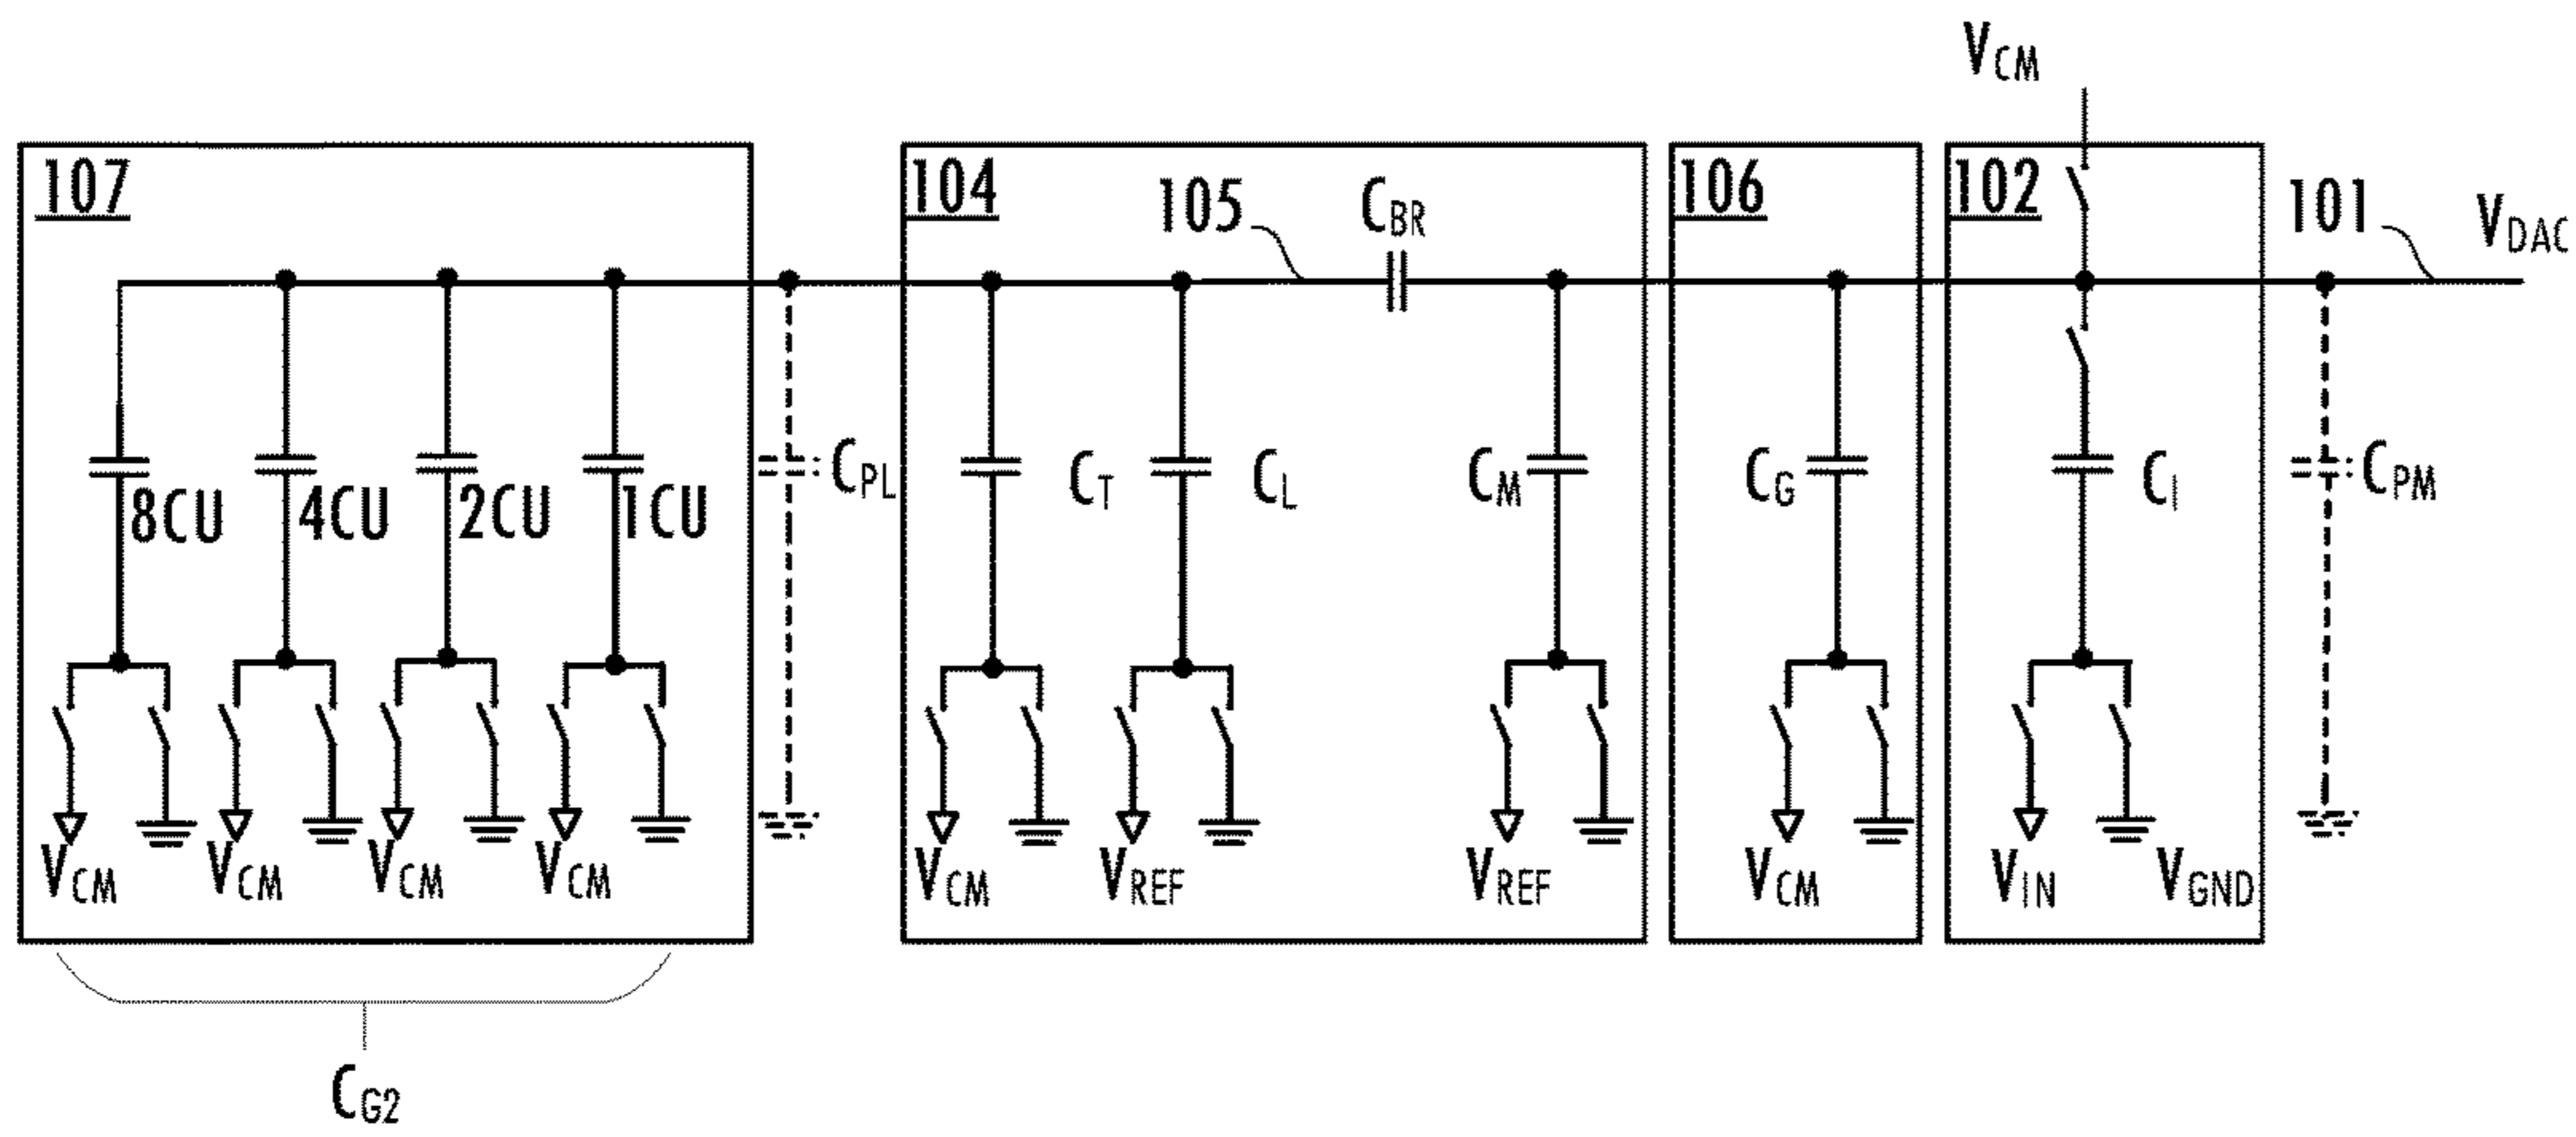 V_CM
107
104
105
C_BR
106
102
101
V_DAC
8CU
4CU
2CU
1CU
C_PL
C_T
C_L
C_M
C_G
C_I
C_PM
V_CM
V_CM
V_CM
V_CM
V_CM
V_REF
V_REF
V_CM
V_IN
V_GND
C_G2